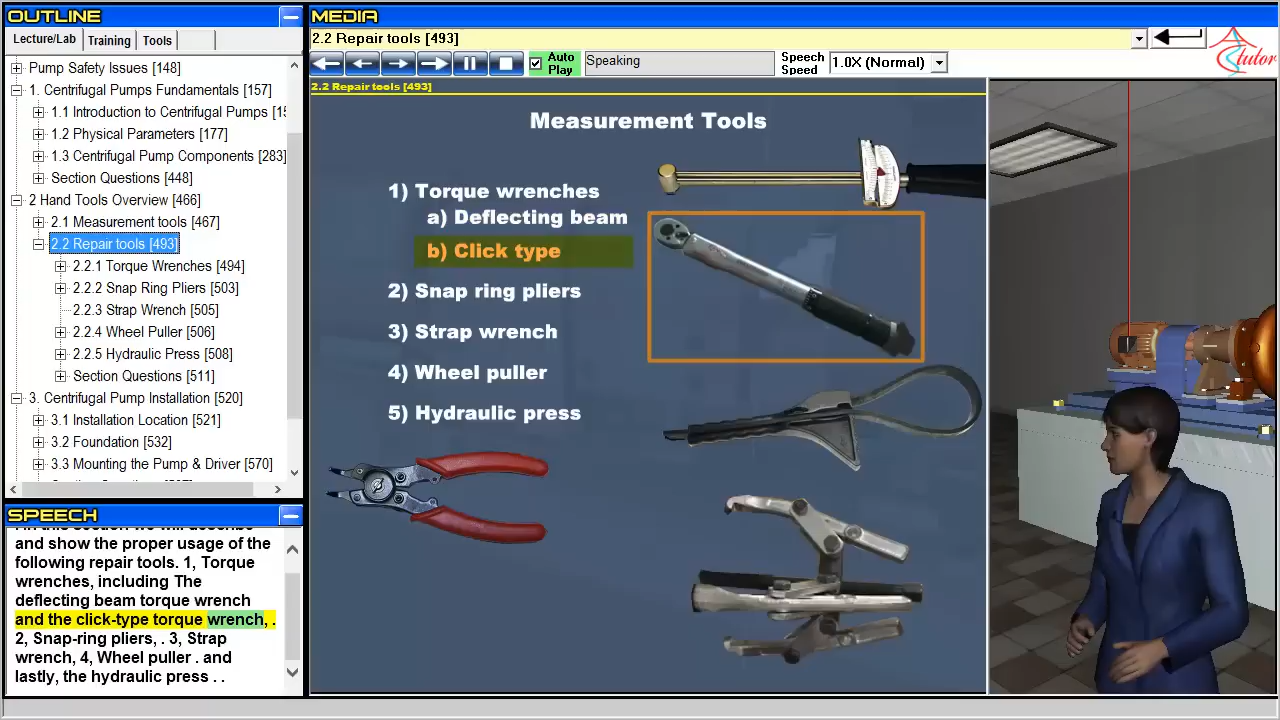 OUTLINE
Lecture/Lab Training Tools
Pump Safety Issues [148]
1. Centrifugal Pumps Fundamentals [157]
1.1 Introduction to Centrifugal Pumps [15
1.2 Physical Parameters [177]
1.3 Centrifugal Pump Components [283]
Section Questions [448]
2 Hand Tools Overview [466]
2.1 Measurement tools [467]
2.2 Repair tools [493]
2.2.1 Torque Wrenches [494]
2.2.2 Snap Ring Pliers [503]
2.2.3 Strap Wrench [505]
2.2.4 Wheel Puller [506]
2.2.5 Hydraulic Press [508]
Section Questions [511]
3. Centrifugal Pump Installation [520]
3.1 Installation Location [521]
3.2 Foundation [532]
3.3 Mounting the Pump & Driver [570]
SPEECH
and show the proper usage of the
following repair tools. 1, Torque
wrenches, including The
deflecting beam torque wrench
and the click-type torque wrench, .
2, Snap-ring pliers, . 3, Strap
wrench, 4, Wheel puller . and
lastly, the hydraulic press . .
MEDIA
2.2 Repair tools [493]
Auto Play
Speaking
Speech Speed
1.0X (Normal)
tutor
2.2 Repair tools [493]
Measurement Tools
1) Torque wrenches
a) Deflecting beam
b) Click type
2) Snap ring pliers
3) Strap wrench
4) Wheel puller
5) Hydraulic press